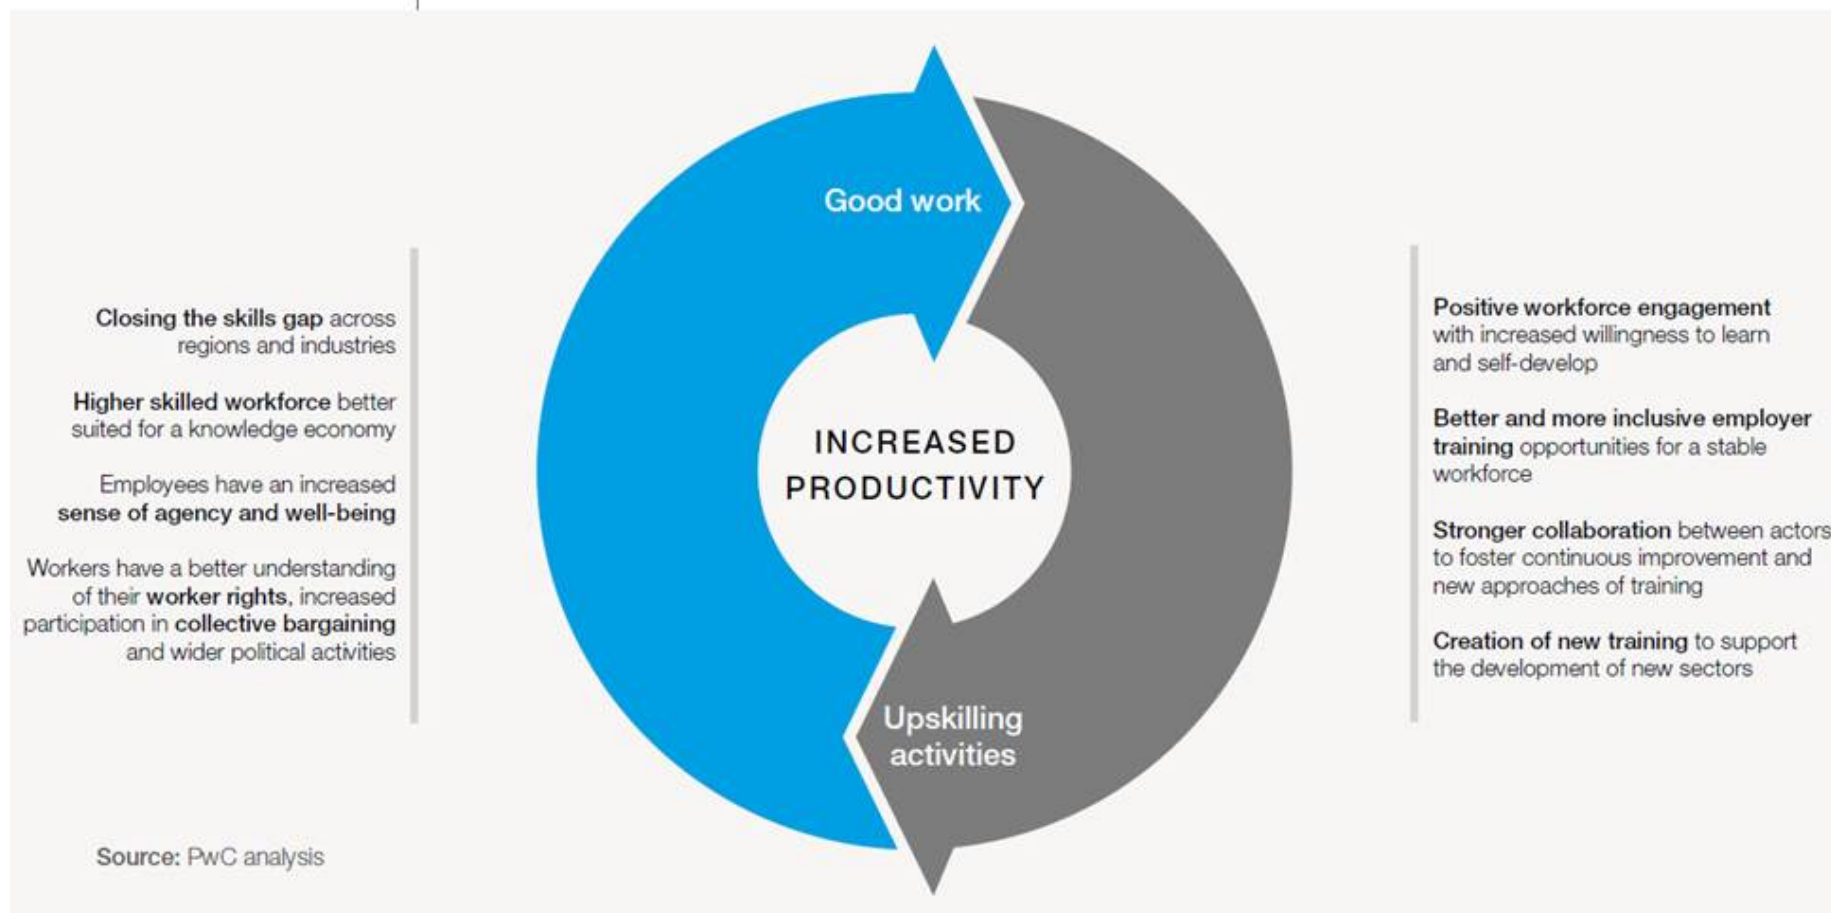 Good work
Closing the skills gap across
regions and industries
Higher skilled workforce better
suited for a knowledge economy
Employees have an increased
sense of agency and well-being
Workers have a better understanding
of their worker rights, increased
participation in collective bargaining
and wider political activities
INCREASED
PRODUCTIVITY
Positive workforce engagement
with increased willingness to learn
and self-develop
Better and more inclusive employer
training opportunities for a stable
workforce
Stronger collaboration between actors
to foster continuous improvement and
new approaches of training
Creation of new training to support
the development of new sectors
Upskilling
activities
Source: PwC analysis